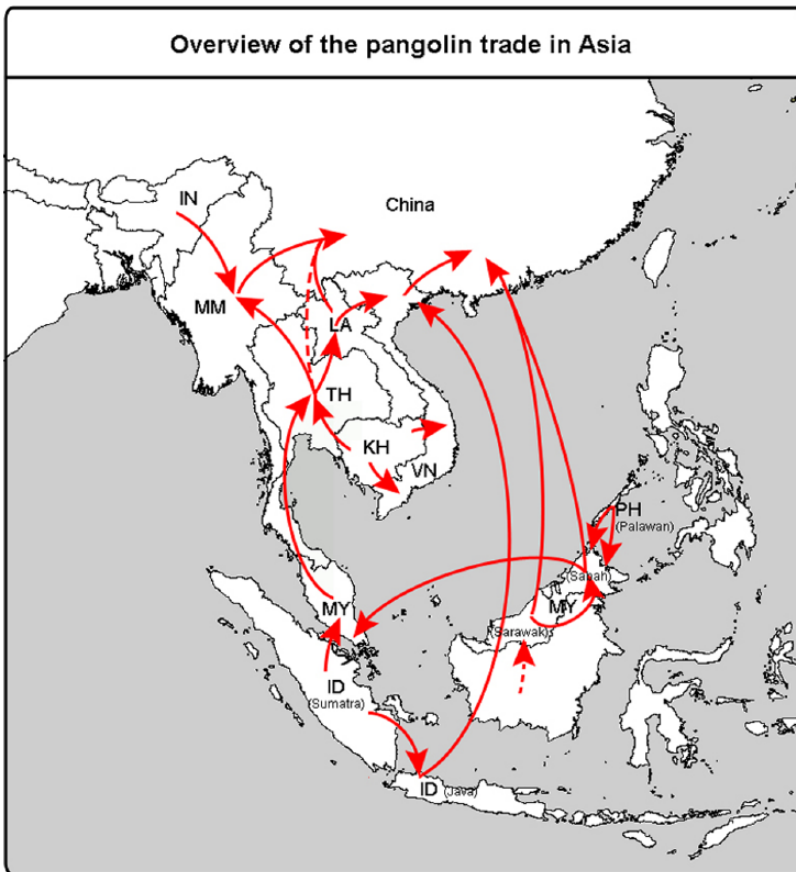 Overview of the pangolin trade in Asia
IN
China
MM
LA
TH
KH
VN
PH
(Palawan)
(Sabah)
MY
MY
(Sarawak)
ID
(Sumatra)
ID (Java)